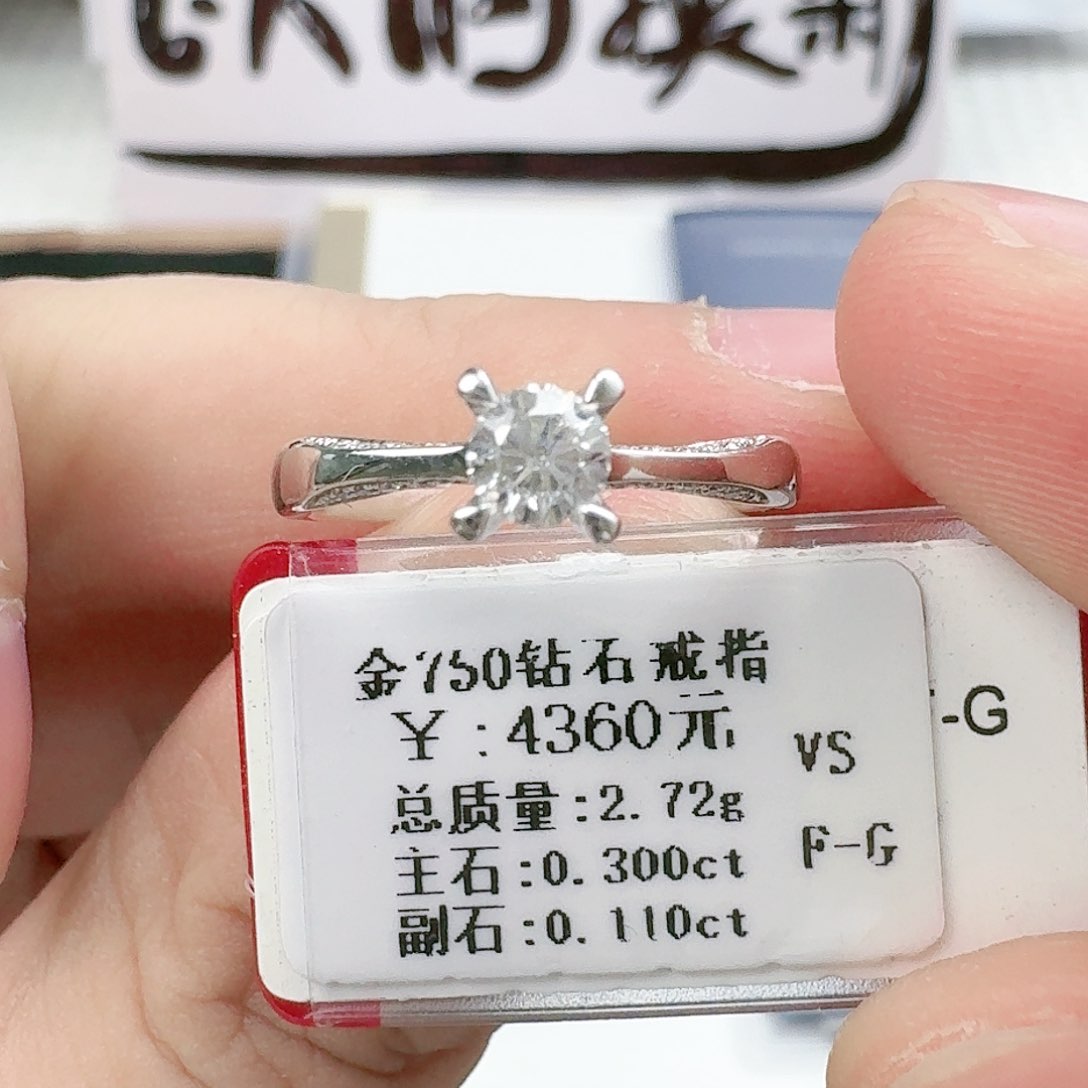 金750钻石戒指
¥:4360元
VS
-G
总质量:2.72g
F-G
主石:0.300ct
副石:0.110ct